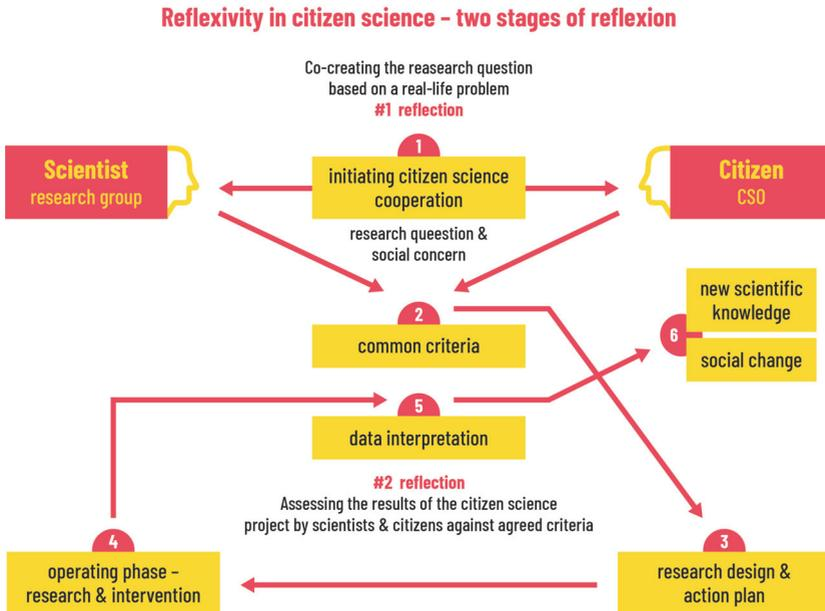 Reflexivity in citizen science – two stages of reflexion
Co-creating the reasearch question
based on a real-life problem
#1 reflection
Scientist
research group
1
initiating citizen science
cooperation
Citizen
CSO
research queestion &
social concern
2
common criteria
new scientific
knowledge
6
social change
5
data interpretation
#2 reflection
Assessing the results of the citizen science
project by scientists & citizens against agreed criteria
4
operating phase –
research & intervention
3
research design &
action plan